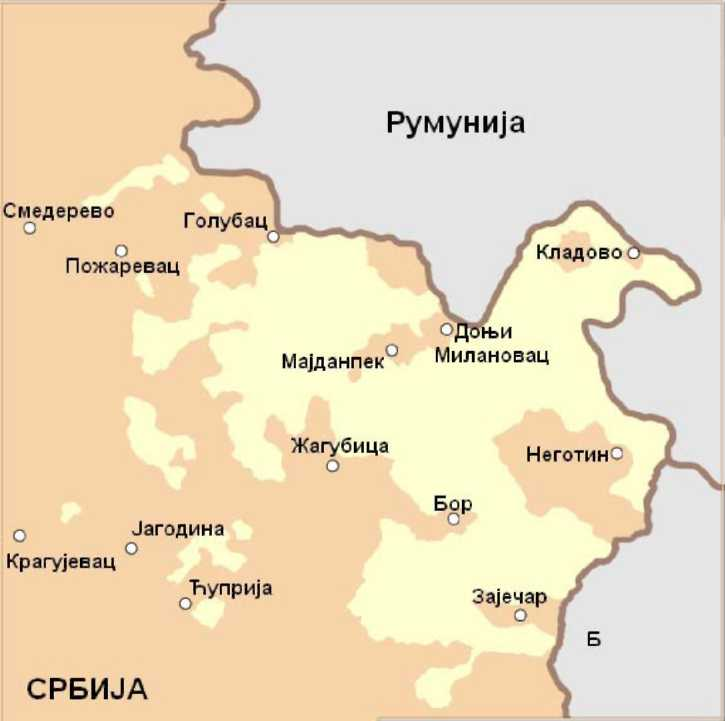 Румунија
Смедерево
Голубац
Пожаревац
Кладово
Доњи
Милановац
Мајданпек
Жагубица
Неготин
Бор
Јагодина
Крагујевац
Ћуприја
Зајечар
Б
СРБИЈА